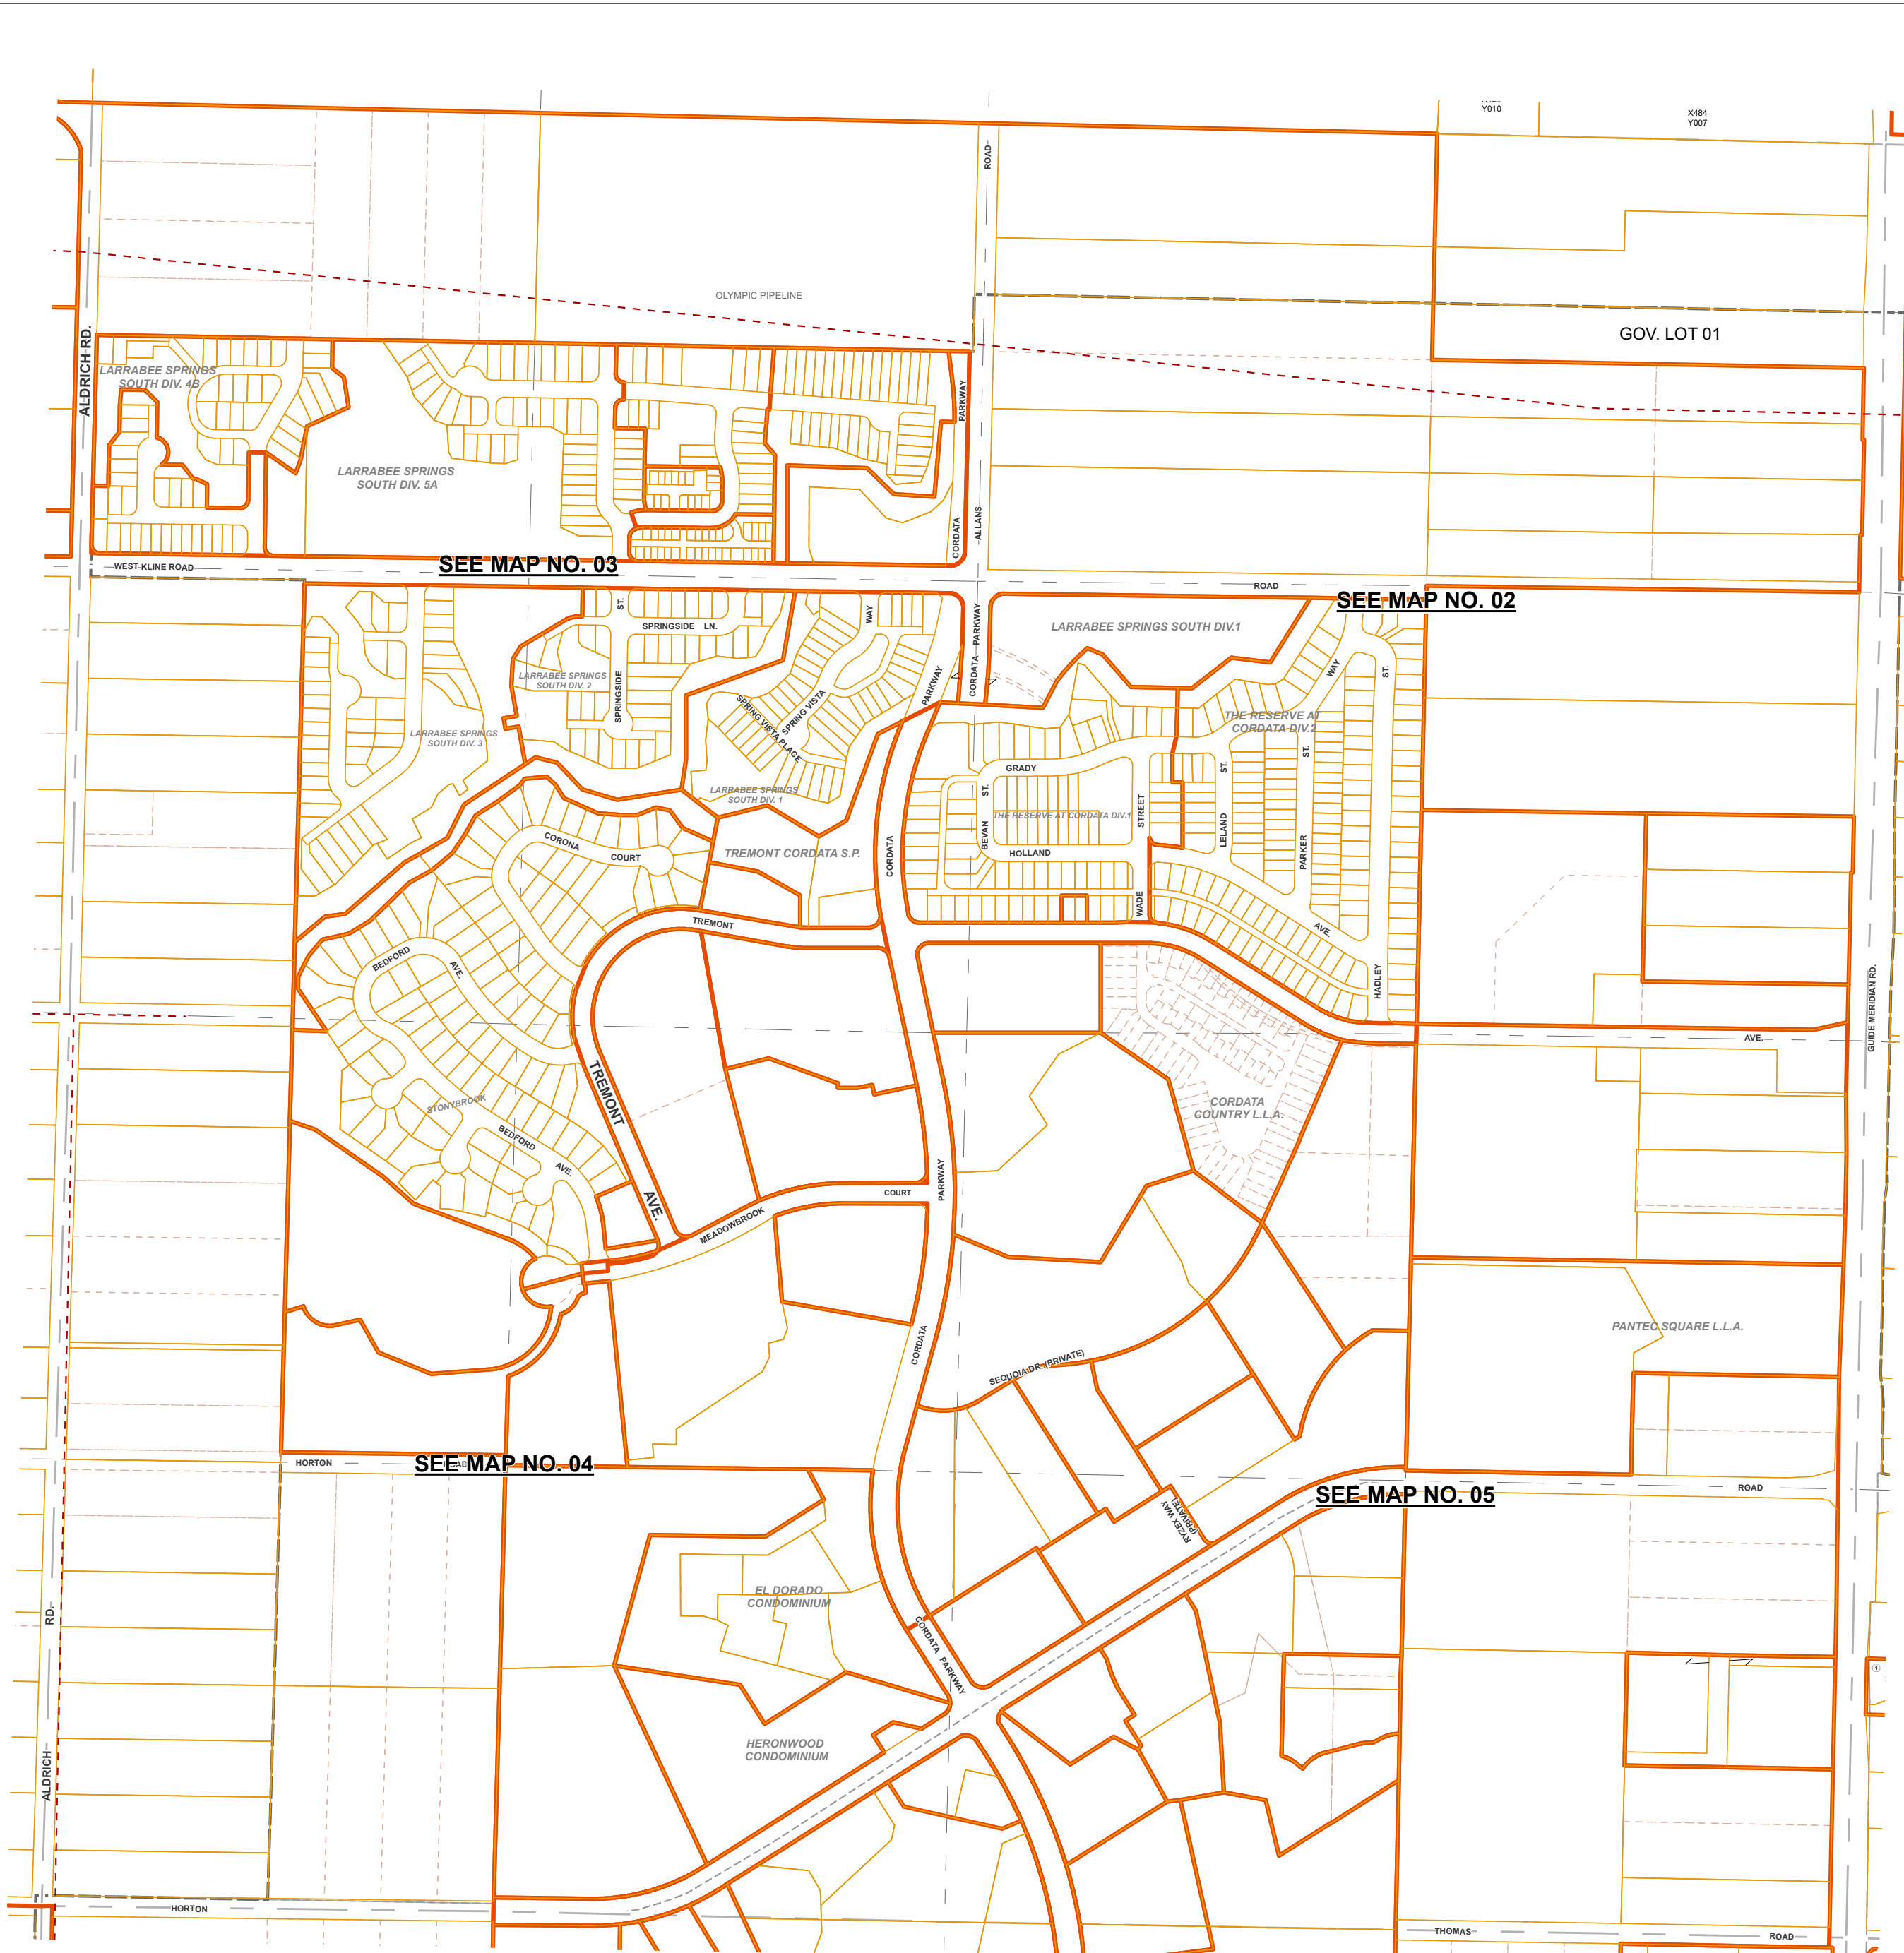 Y010
X484
Y007
ROAD
OLYMPIC PIPELINE
GOV. LOT 01
ALDRICH RD.
LARRABEE SPRINGS
SOUTH DIV. 4B
PARKWAY
LARRABEE SPRINGS
SOUTH DIV. 5A
CORDATA
ALLANS
SEE MAP NO. 03
WEST KLINE ROAD
ROAD
SEE MAP NO. 02
ST.
SPRINGSIDE LN.
WAY
CORDATA PARKWAY
LARRABEE SPRINGS SOUTH DIV.1
WAY
ST.
LARRABEE SPRINGS
SOUTH DIV. 2
SPRINGSIDE
PARKWAY
SPRING VISTA
SPRING VISTA PLACE
THE RESERVE AT
CORDATA DIV.2
LARRABEE SPRINGS
SOUTH DIV. 3
ST.
ST.
GRADY
LARRABEE SPRINGS
SOUTH DIV. 1
ST.
STREET
THE RESERVE AT CORDATA DIV.1
BEVAN
LELAND
CORONA
COURT
TREMONT CORDATA S.P.
CORDATA
HOLLAND
PARKER
WADE
TREMONT
AVE.
BEDFORD
AVE.
HADLEY
GUIDE MERIDIAN RD.
AVE.
TREMONT
STONYBROOK
CORDATA
COUNTRY L.L.A.
BEDFORD
AVE.
PARKWAY
COURT
AVE.
MEADOWBROOK
CORDATA
PANTEC SQUARE L.L.A.
SEQUOIA DR. (PRIVATE)
HORTON
SEE MAP NO. 04
ROAD
SEE MAP NO. 05
RYZEX WAY
(PRIVATE)
RD.
EL DORADO
CONDOMINIUM
CORDATA PARKWAY
1
HERONWOOD
CONDOMINIUM
ALDRICH
HORTON
THOMAS
ROAD